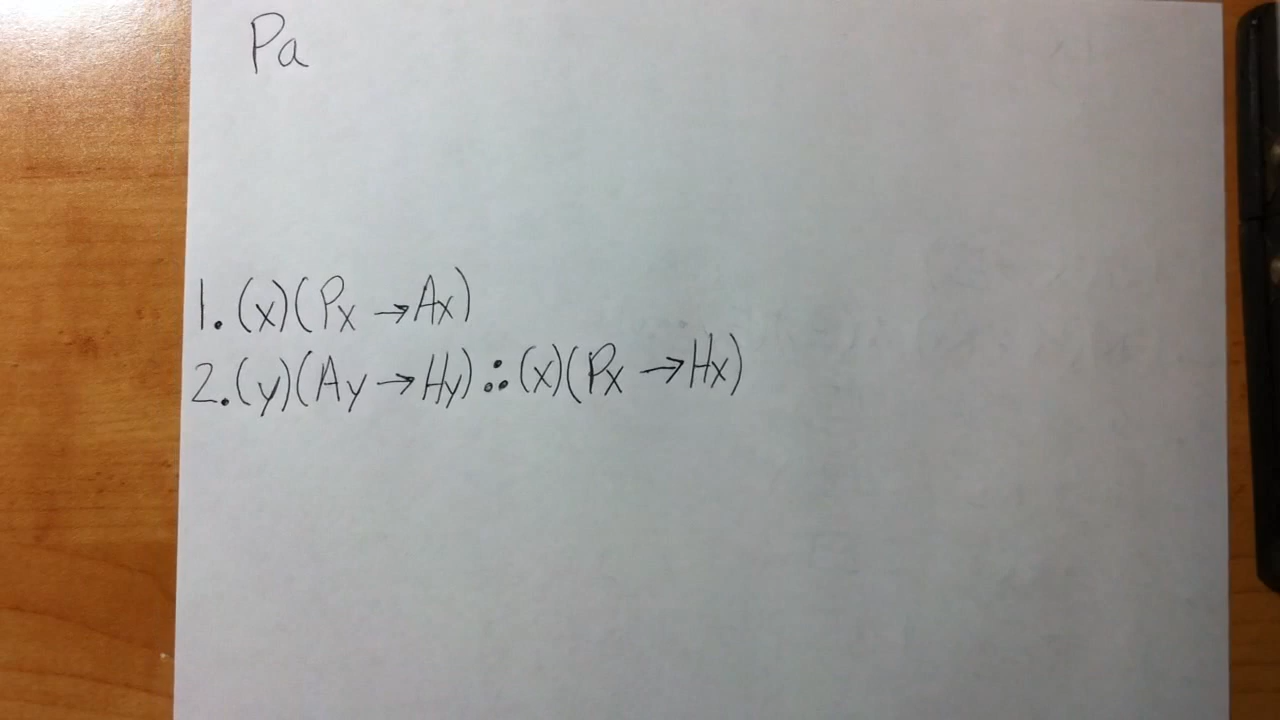 Pa
1. (x)(Px → Ax)
2. (y)(Ay → Hy) ∴ (x)(Px → Hx)